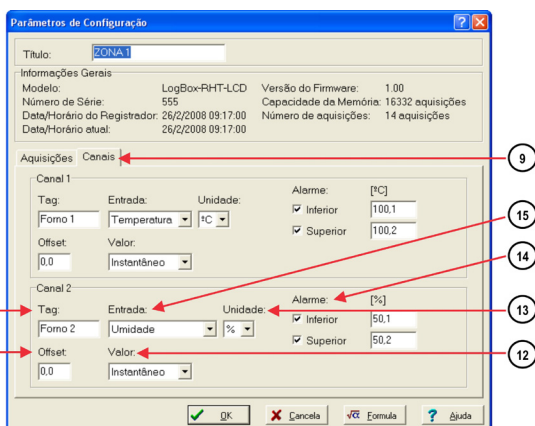 Parâmetros de Configuração
Título: ZONA 1
Informações Gerais
Modelo: LogBox-RHT-LCD Versão do Firmware: 1.00
Número de Série: 555 Capacidade da Memória: 16332 aquisições
Data/Horário do Registrador: 26/2/2008 09:17:00 Número de aquisições: 14 aquisições
Data/Horário atual: 26/2/2008 09:17:00
Aquisições Canais 9
Canal 1
Tag: Entrada: Unidade: Alarme: [ºC]
Forno 1 Temperatura ºC Inferior 100,1
Offset: Valor: Superior 100,2
0,0 Instantâneo
15
14
Canal 2
Tag: Entrada: Unidade: Alarme: [%] 13
Forno 2 Umidade % Inferior 50,1
Offset: Valor: Superior 50,2 12
0,0 Instantâneo
OK Cancela √α Formula ? Ajuda